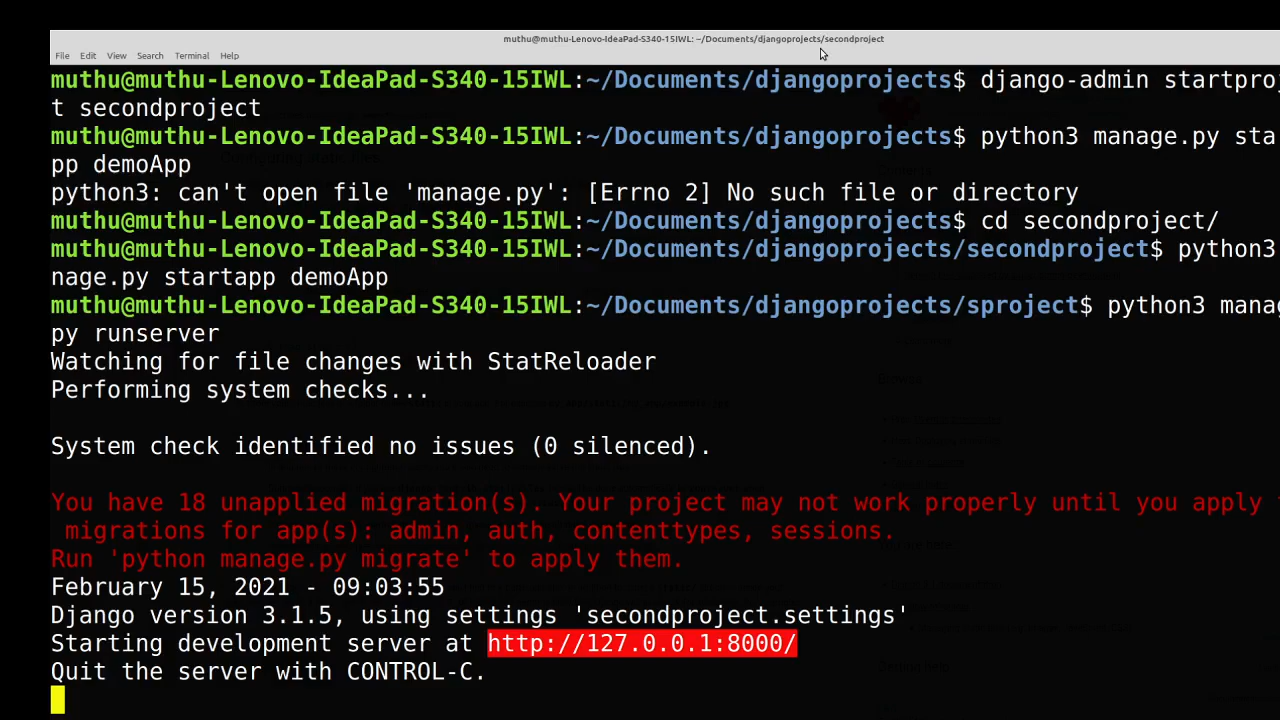 muthu@muthu-Lenovo-IdeaPad-S340-15IWL: ~/Documents/djangoprojects/secondproject
File Edit View Search Terminal Help
muthu@muthu-Lenovo-IdeaPad-S340-15IWL:~/Documents/djangoprojects$ django-admin startproj
t secondproject
muthu@muthu-Lenovo-IdeaPad-S340-15IWL:~/Documents/djangoprojects$ python3 manage.py sta
pp demoApp
python3: can't open file 'manage.py': [Errno 2] No such file or directory
muthu@muthu-Lenovo-IdeaPad-S340-15IWL:~/Documents/djangoprojects$ cd secondproject/
muthu@muthu-Lenovo-IdeaPad-S340-15IWL:~/Documents/djangoprojects/secondproject$ python3
nage.py startapp demoApp
muthu@muthu-Lenovo-IdeaPad-S340-15IWL:~/Documents/djangoprojects/sproject$ python3 manag
py runserver
Watching for file changes with StatReloader
Performing system checks...
System check identified no issues (0 silenced).
You have 18 unapplied migration(s). Your project may not work properly until you apply t
migrations for app(s): admin, auth, contenttypes, sessions.
Run 'python manage.py migrate' to apply them.
February 15, 2021 - 09:03:55
Django version 3.1.5, using settings 'secondproject.settings'
Starting development server at http://127.0.0.1:8000/
Quit the server with CONTROL-C.